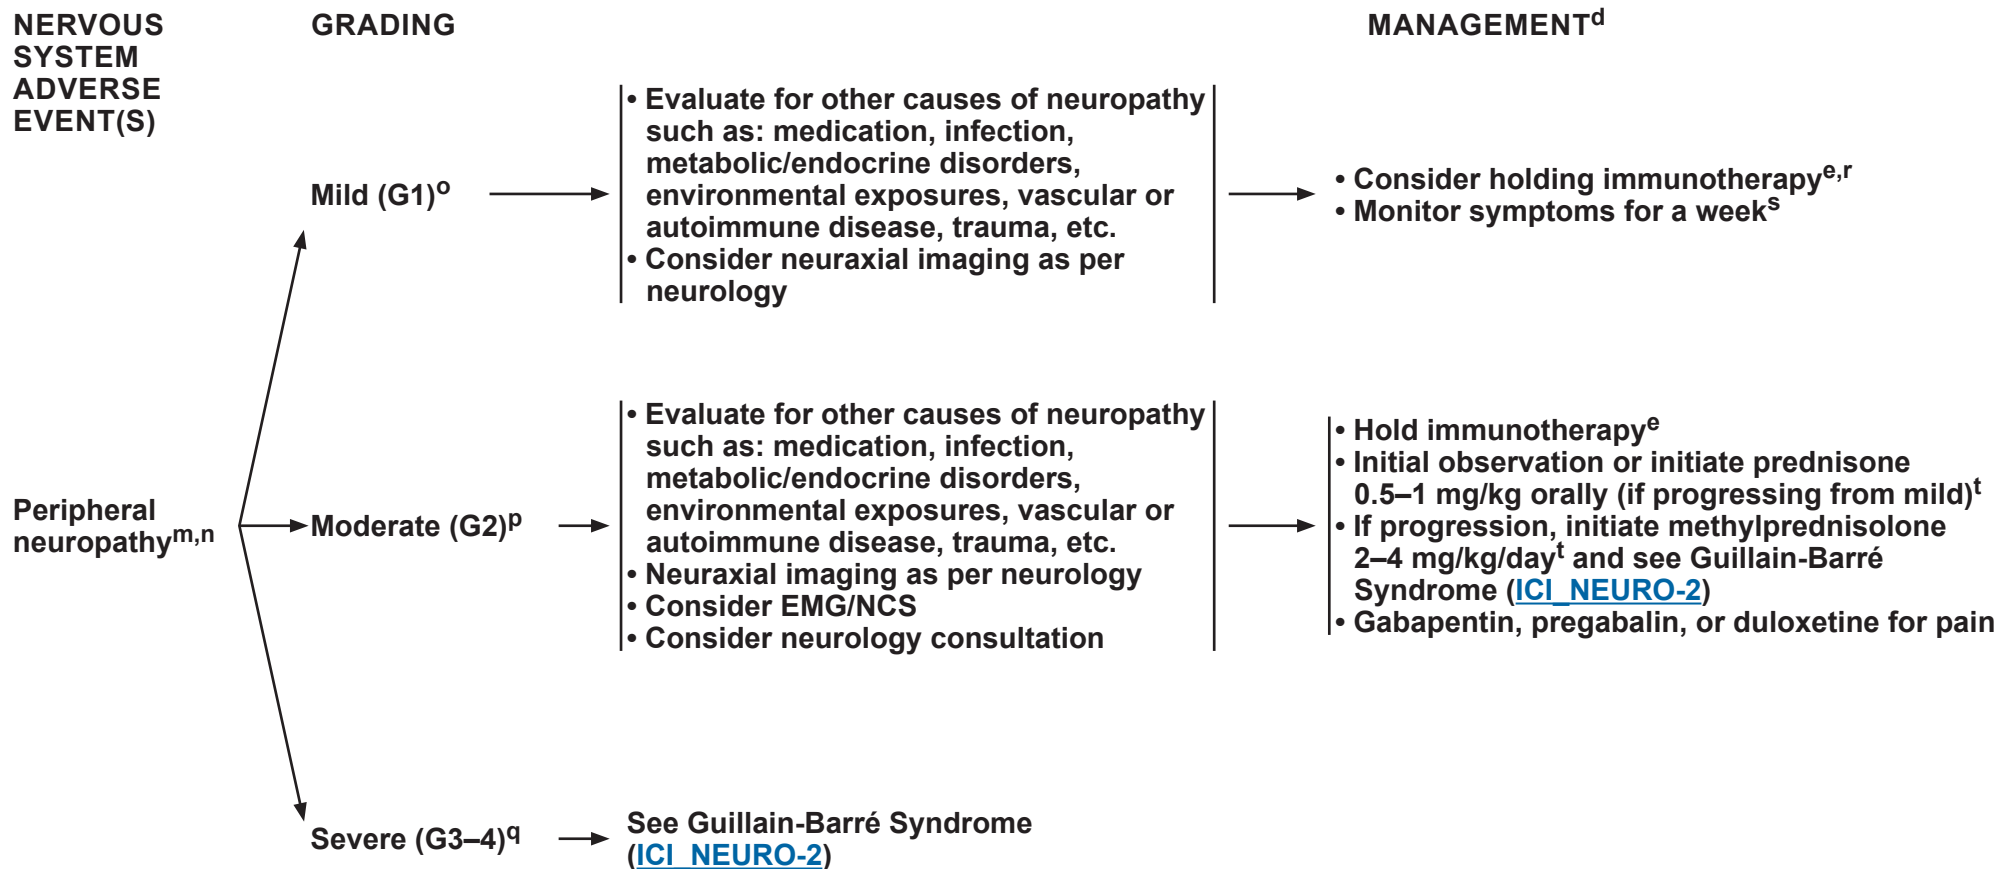 NERVOUS
SYSTEM
ADVERSE
EVENT(S)
GRADING
MANAGEMENTd
Peripheral
neuropathym,n
Mild (G1)o
• Evaluate for other causes of neuropathy
such as: medication, infection,
metabolic/endocrine disorders,
environmental exposures, vascular or
autoimmune disease, trauma, etc.
• Consider neuraxial imaging as per
neurology
• Consider holding immunotherapye,r
• Monitor symptoms for a weeks
Moderate (G2)p
• Evaluate for other causes of neuropathy
such as: medication, infection,
metabolic/endocrine disorders,
environmental exposures, vascular or
autoimmune disease, trauma, etc.
• Neuraxial imaging as per neurology
• Consider EMG/NCS
• Consider neurology consultation
• Hold immunotherapye
• Initial observation or initiate prednisone
0.5–1 mg/kg orally (if progressing from mild)t
• If progression, initiate methylprednisolone
2–4 mg/kg/dayt and see Guillain-Barré
Syndrome (ICI_NEURO-2)
• Gabapentin, pregabalin, or duloxetine for pain
Severe (G3–4)q
See Guillain-Barré Syndrome
(ICI_NEURO-2)